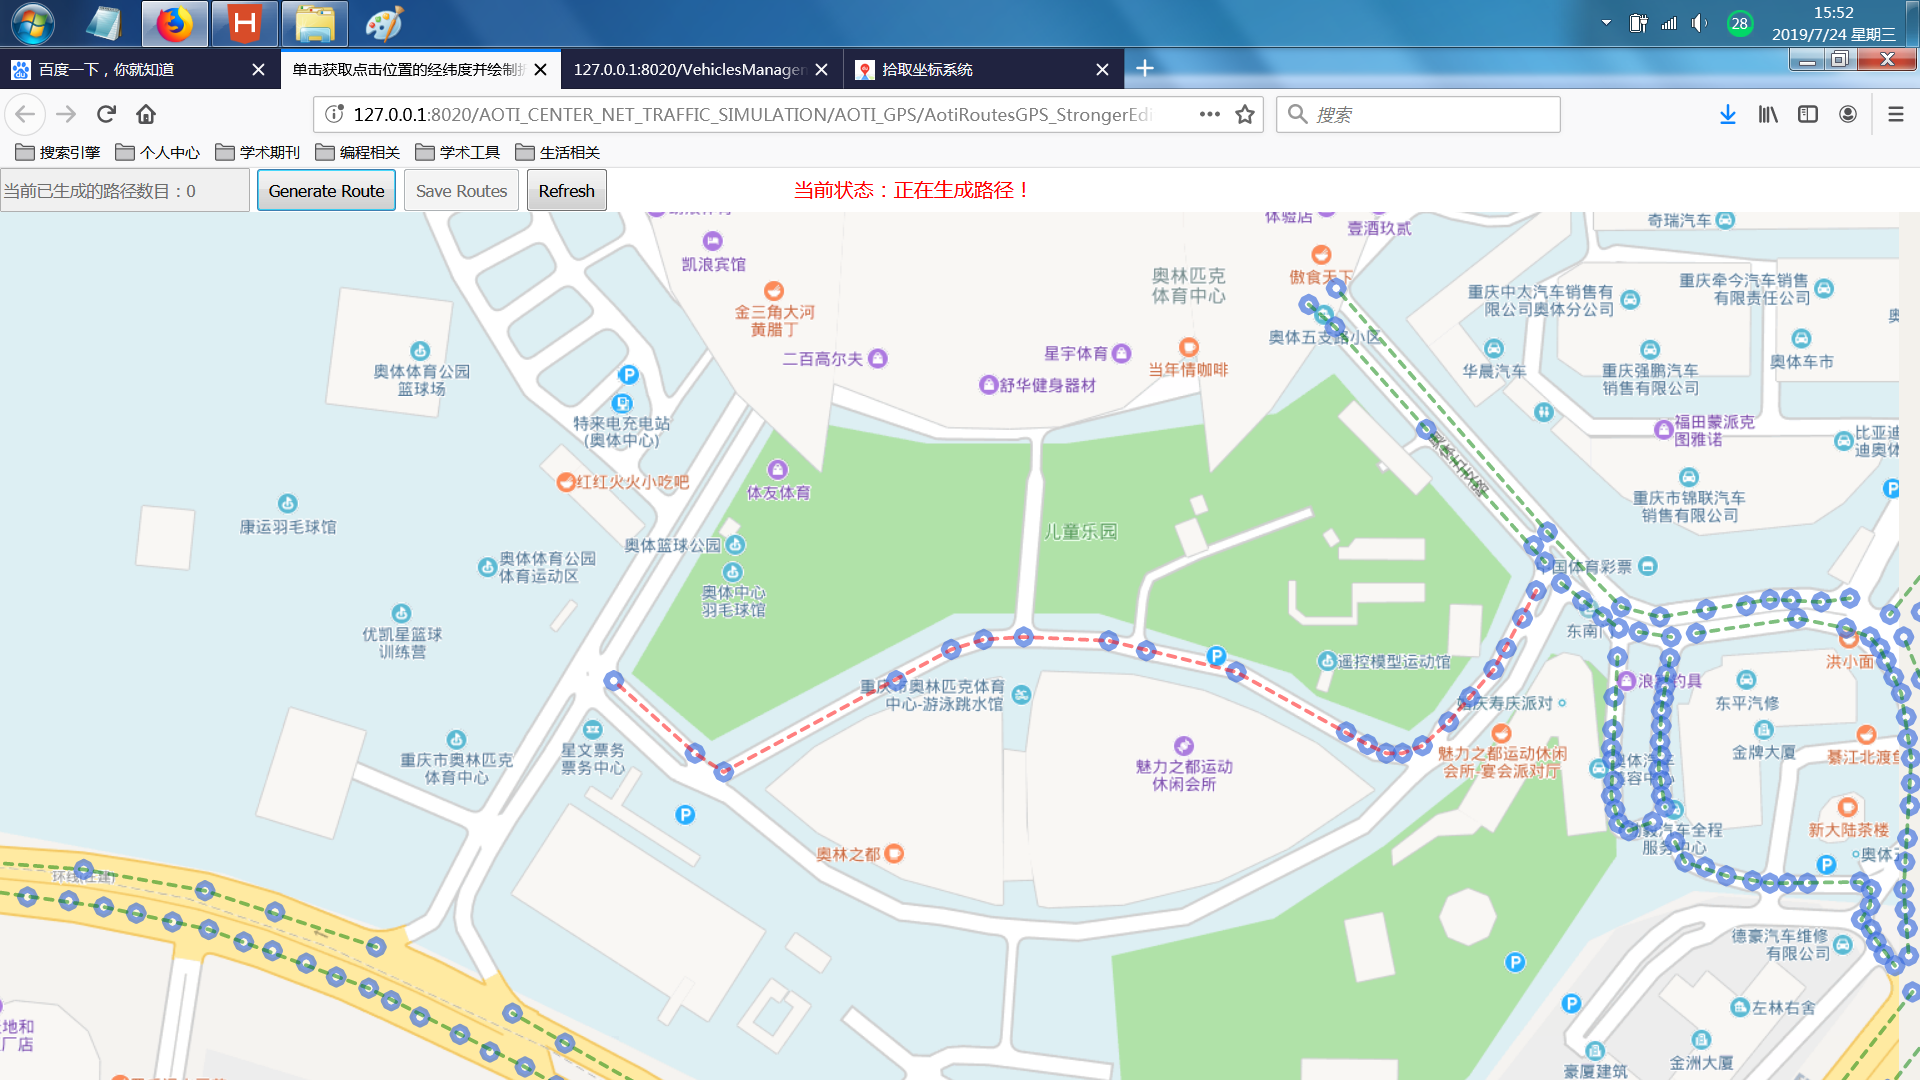 15:52
28
2019/7/24 星期三
百度一下，你就知道
单击获取点击位置的经纬度并绘制
127.0.0.1:8020/VehiclesManage
拾取坐标系统
127.0.0.1:8020/AOTI_CENTER_NET_TRAFFIC_SIMULATION/AOTI_GPS/AotiRoutesGPS_StrongerEdi
搜索
搜索引擎
个人中心
学术期刊
编程相关
学术工具
生活相关
当前已生成的路径数目：0
Generate Route
Save Routes
Refresh
当前状态：正在生成路径！
体验店
壹酒玖贰
奇瑞汽车
凯浪宾馆
奥林匹克
体育中心
傲食天下
金三角大河
黄腊丁
重庆中太汽车销售有
限公司奥体分公司
重庆牵今汽车销售
有限责任公司
奥体五支路小区
二百高尔夫
星宇体育
当年情咖啡
舒华健身器材
奥体体育公园
篮球场
华晨汽车
重庆强鹏汽车
销售有限公司
奥体车市
特来电充电站
(奥体中心)
福田蒙派克
图雅诺
比亚迪
迪奥体
奥体五支路
红红火火小吃吧
体友体育
重庆市锦联汽车
销售有限公司
康运羽毛球馆
儿童乐园
奥体篮球公园
奥体体育公园
体育运动区
中国体育彩票
奥体中心
羽毛球馆
优凯星篮球
训练营
东南门
遥控模型运动馆
洪小面
重庆市奥林匹克体育
中心-游泳跳水馆
婚庆寿庆派对
东平汽修
星文票务
票务中心
重庆市奥林匹克
体育中心
魅力之都运动
休闲会所
魅力之都运动休闲
会所-宴会派对厅
金牌大厦
綦江北渡鱼
新大陆茶楼
汽车全程
服务中心
奥林之都
奥体
环线(在建)
德豪汽车维修
有限公司
左林右舍
金洲大厦
豪厦建筑
地和
厂店